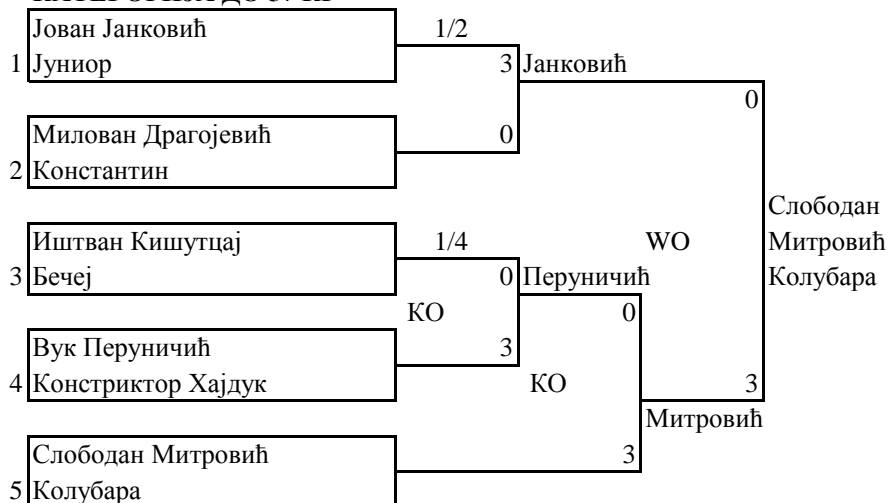 Јован Јанковић 1/2
1 Јуниор 3 Јанковић
0
Милован Драгојевић 0
2 Константин
Слободан
Иштван Кишутцај 1/4 WO Митровић
3 Бечеј 0 Перуничић Колубара
КО 0
Вук Перуничић 3
4 Констриктор Хајдук КО 3
Митровић
Слободан Митровић 3
5 Колубара